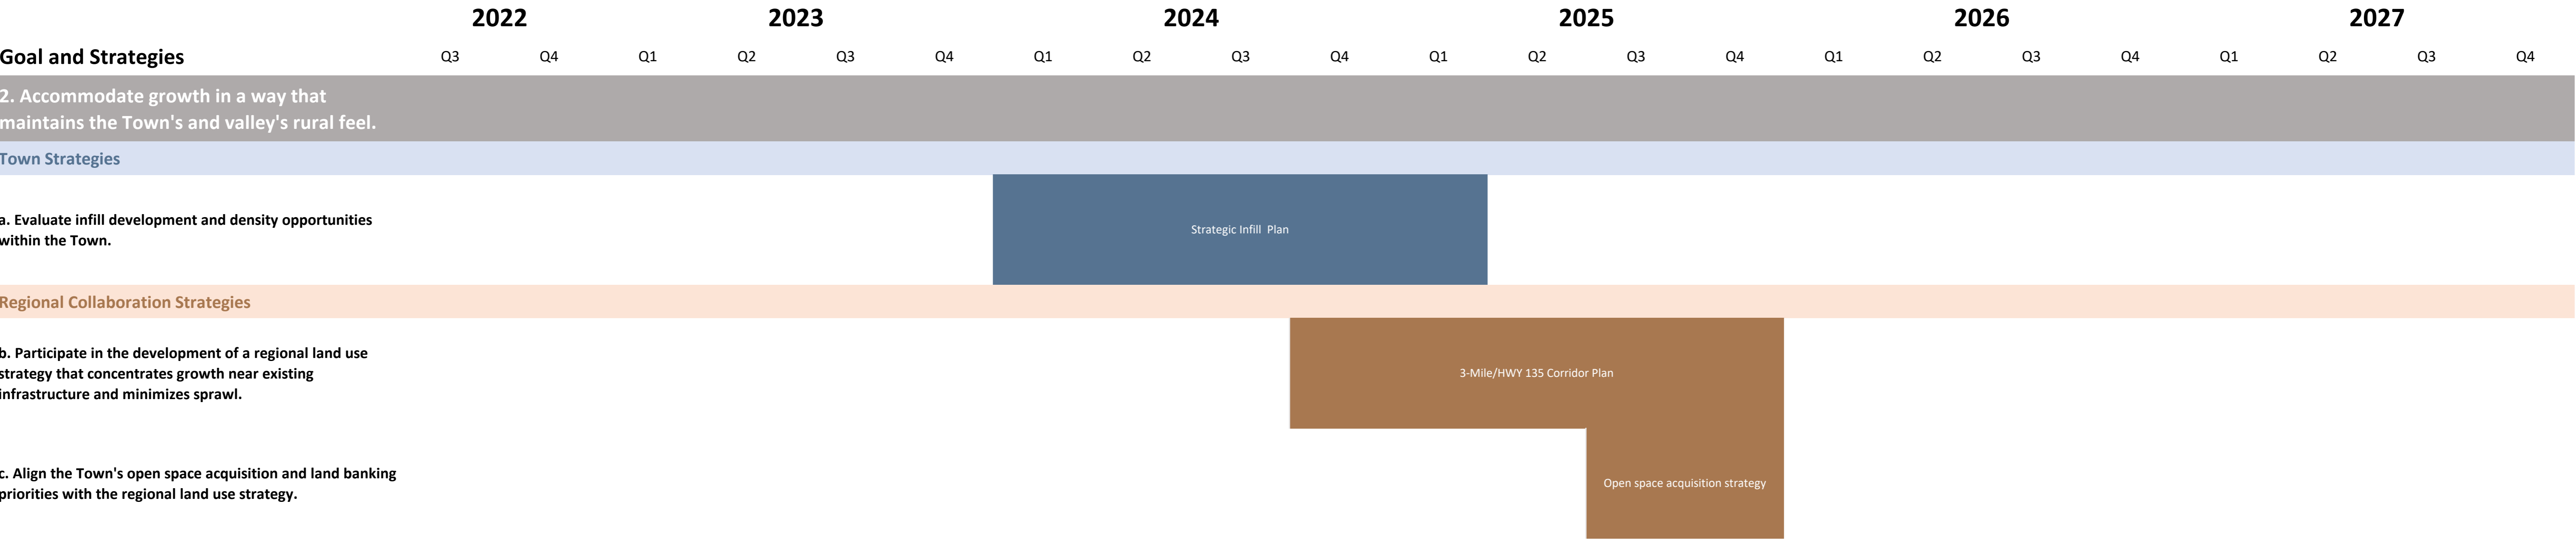 2022 2023 2024 2025 2026 2027
Goal and Strategies Q3 Q4 Q1 Q2 Q3 Q4 Q1 Q2 Q3 Q4 Q1 Q2 Q3 Q4 Q1 Q2 Q3 Q4 Q1 Q2 Q3 Q4
2. Accommodate growth in a way that
maintains the Town's and valley's rural feel.
Town Strategies
a. Evaluate infill development and density opportunities
within the Town.
Strategic Infill Plan
Regional Collaboration Strategies
b. Participate in the development of a regional land use
strategy that concentrates growth near existing
infrastructure and minimizes sprawl.
3-Mile/HWY 135 Corridor Plan
c. Align the Town's open space acquisition and land banking
priorities with the regional land use strategy.
Open space acquisition strategy